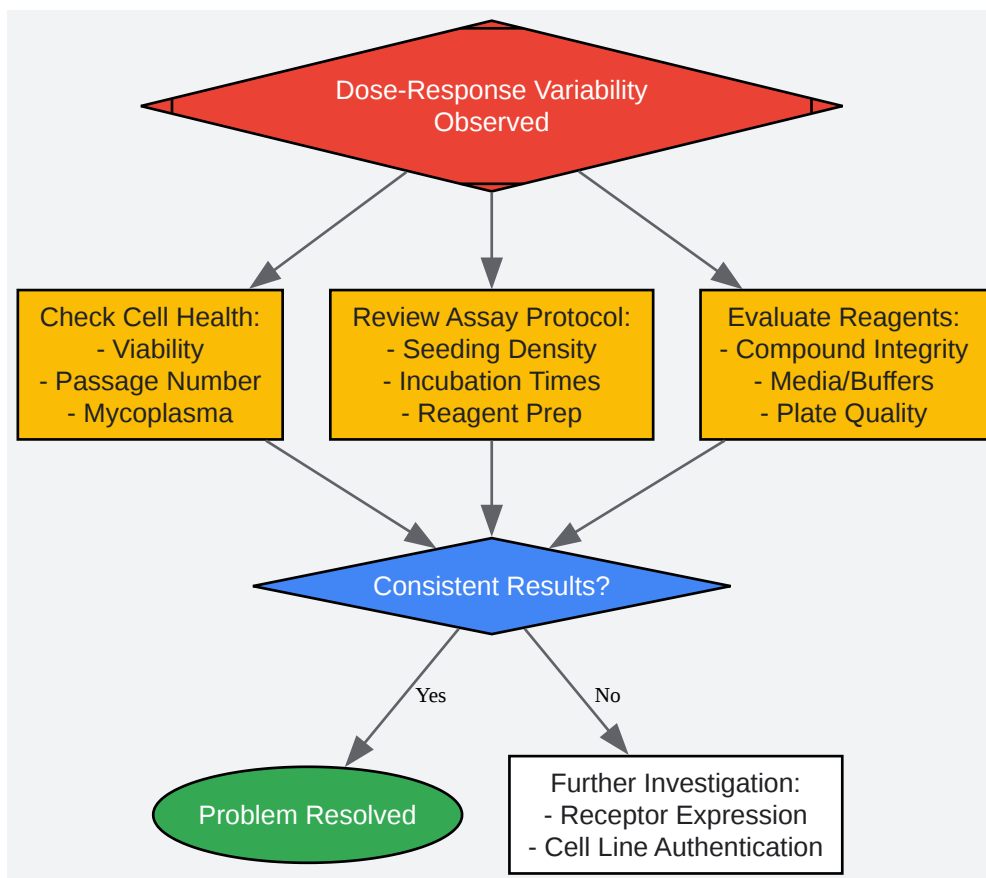 Dose-Response Variability
Observed
Check Cell Health:
- Viability
- Passage Number
- Mycoplasma
Review Assay Protocol:
- Seeding Density
- Incubation Times
- Reagent Prep
Evaluate Reagents:
- Compound Integrity
- Media/Buffers
- Plate Quality
Consistent Results?
Yes
No
Problem Resolved
Further Investigation:
- Receptor Expression
- Cell Line Authentication